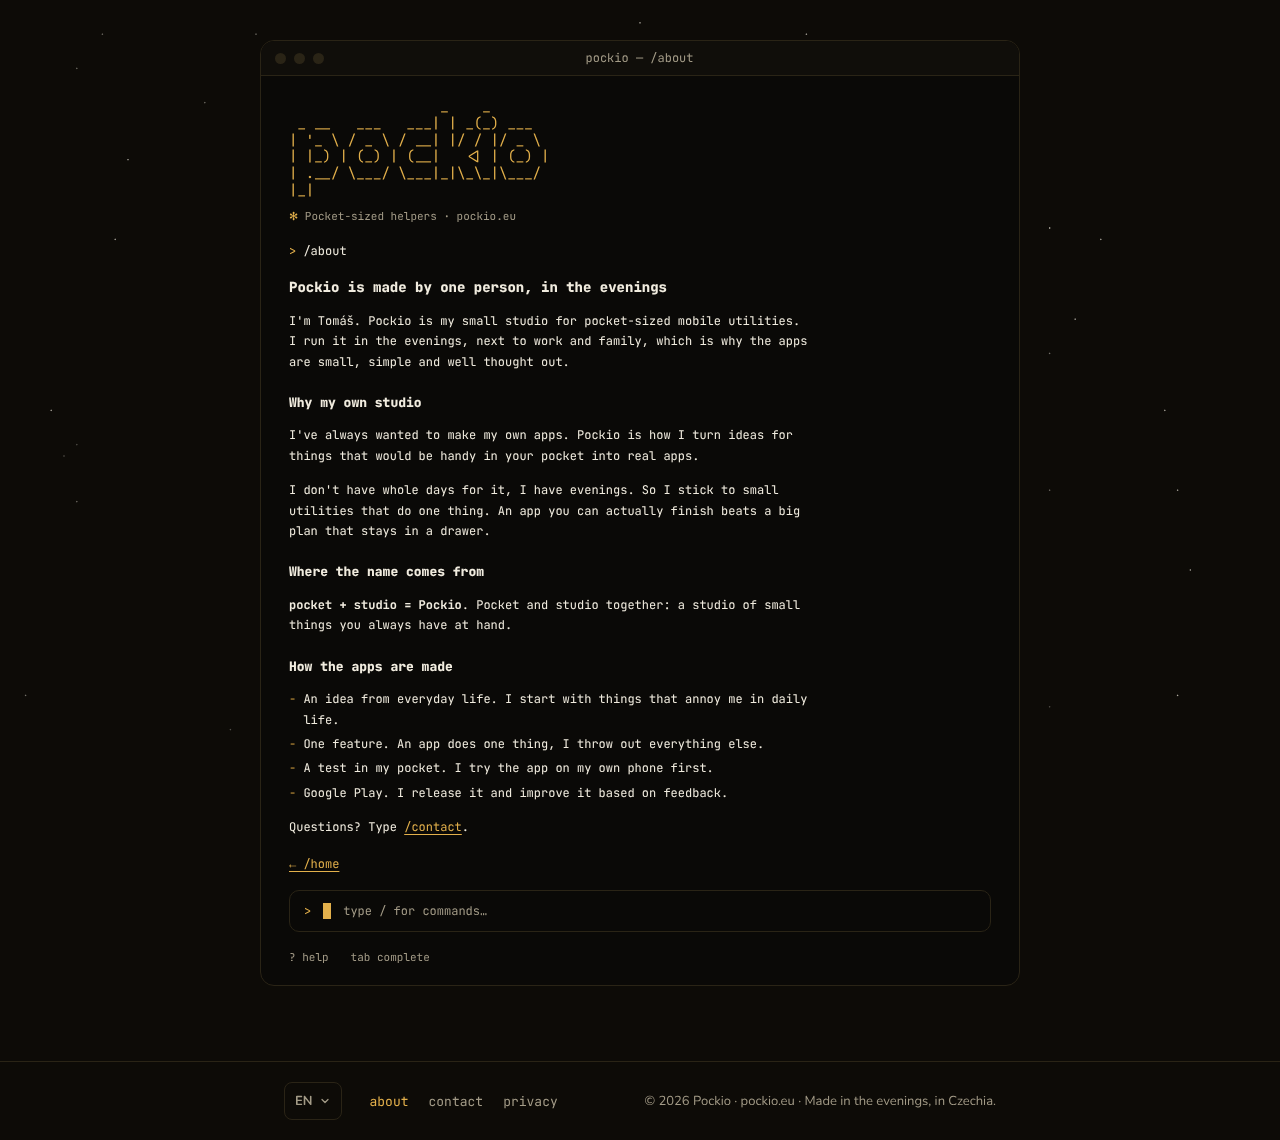 pockio — /about
                   _    _
 _ __   ___   ___| | _(_) ___
| '_ \ / _ \ / __| |/ / |/ _ \
| |_) | (_) | (__|   <| | (_) |
| .__/ \___/ \___|_|\_\_|\___/
|_|
✻ Pocket-sized helpers · pockio.eu
> /about
Pockio is made by one person, in the evenings
I'm Tomáš. Pockio is my small studio for pocket-sized mobile utilities.
I run it in the evenings, next to work and family, which is why the apps
are small, simple and well thought out.
Why my own studio
I've always wanted to make my own apps. Pockio is how I turn ideas for
things that would be handy in your pocket into real apps.
I don't have whole days for it, I have evenings. So I stick to small
utilities that do one thing. An app you can actually finish beats a big
plan that stays in a drawer.
Where the name comes from
pocket + studio = Pockio. Pocket and studio together: a studio of small
things you always have at hand.
How the apps are made
- An idea from everyday life. I start with things that annoy me in daily
life.
- One feature. An app does one thing, I throw out everything else.
- A test in my pocket. I try the app on my own phone first.
- Google Play. I release it and improve it based on feedback.
Questions? Type /contact.
← /home
> type / for commands…
? help tab complete
EN about contact privacy © 2026 Pockio · pockio.eu · Made in the evenings, in Czechia.